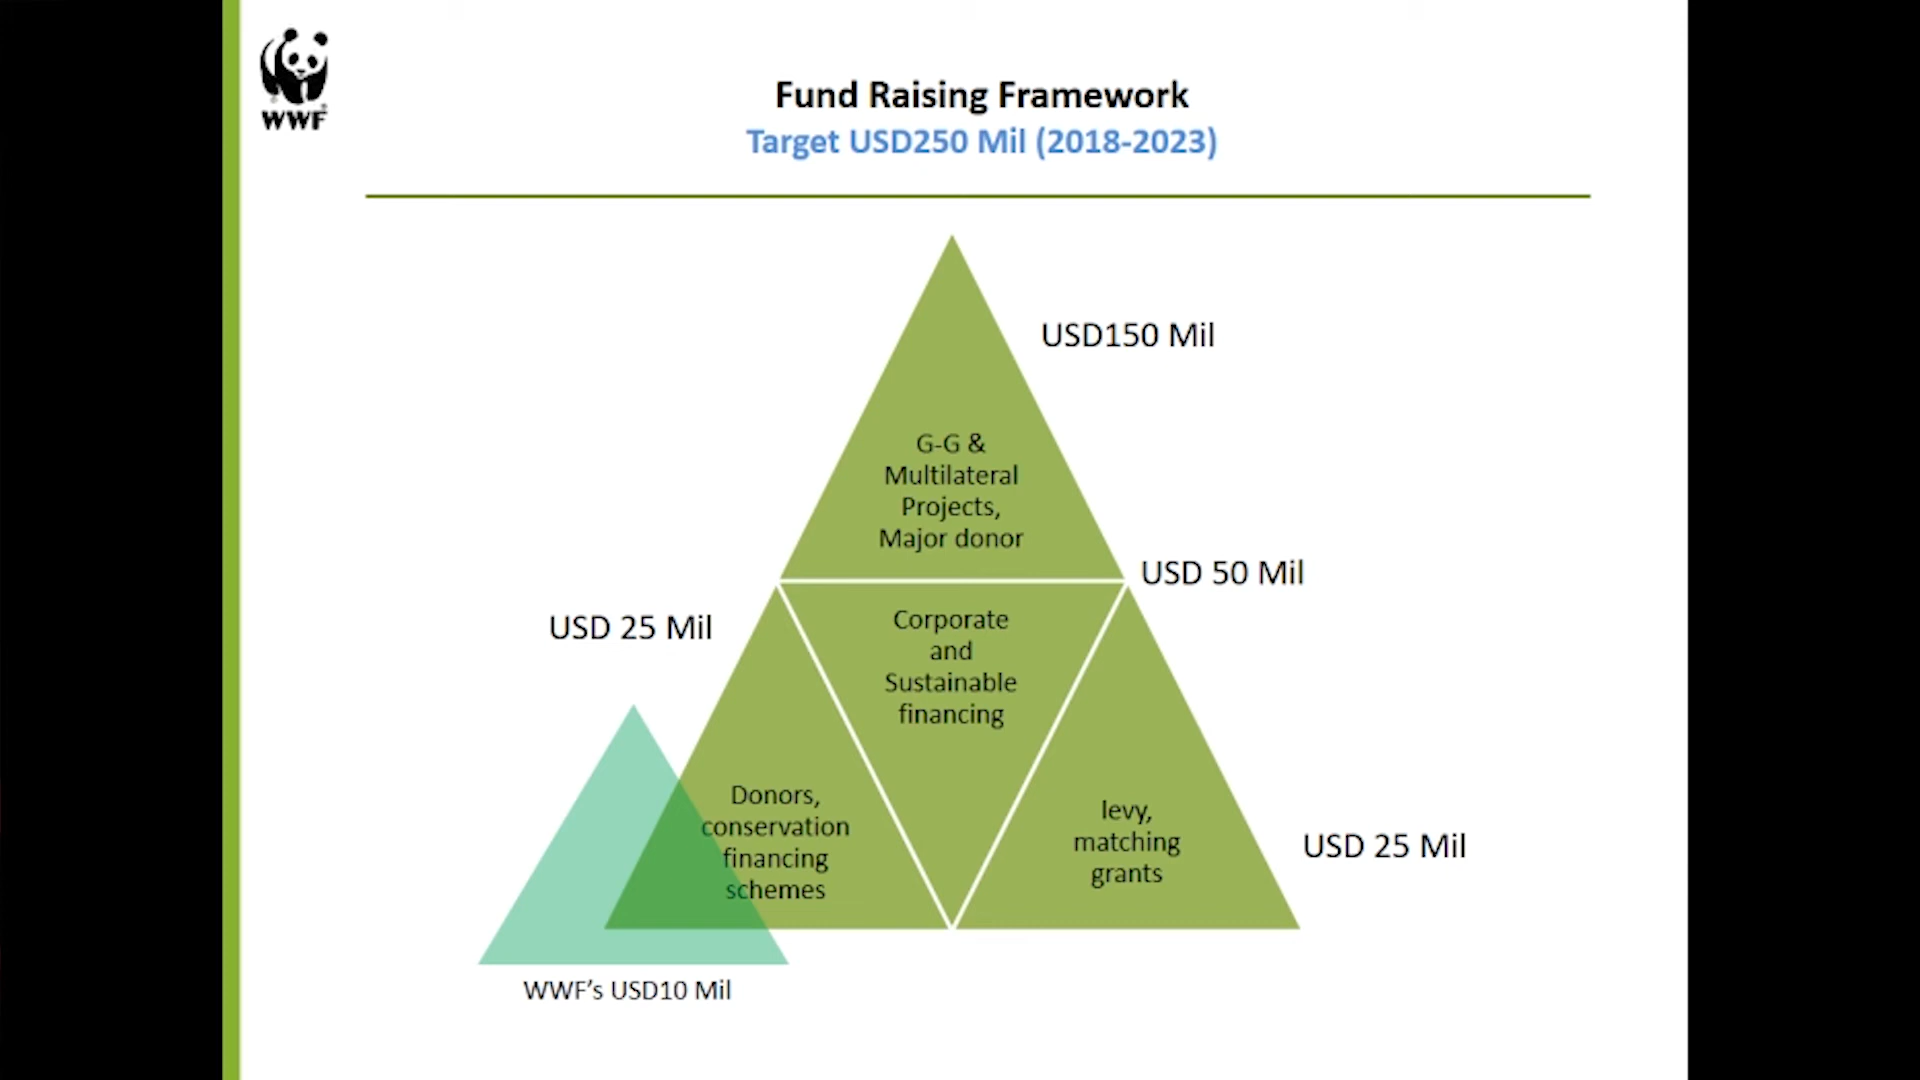 WWF
Fund Raising Framework
Target USD250 Mil (2018-2023)
USD150 Mil
G-G &
Multilateral
Projects,
Major donor
USD 50 Mil
USD 25 Mil
Corporate
and
Sustainable
financing
Donors,
conservation
financing
schemes
levy,
matching
grants
USD 25 Mil
WWF’s USD10 Mil